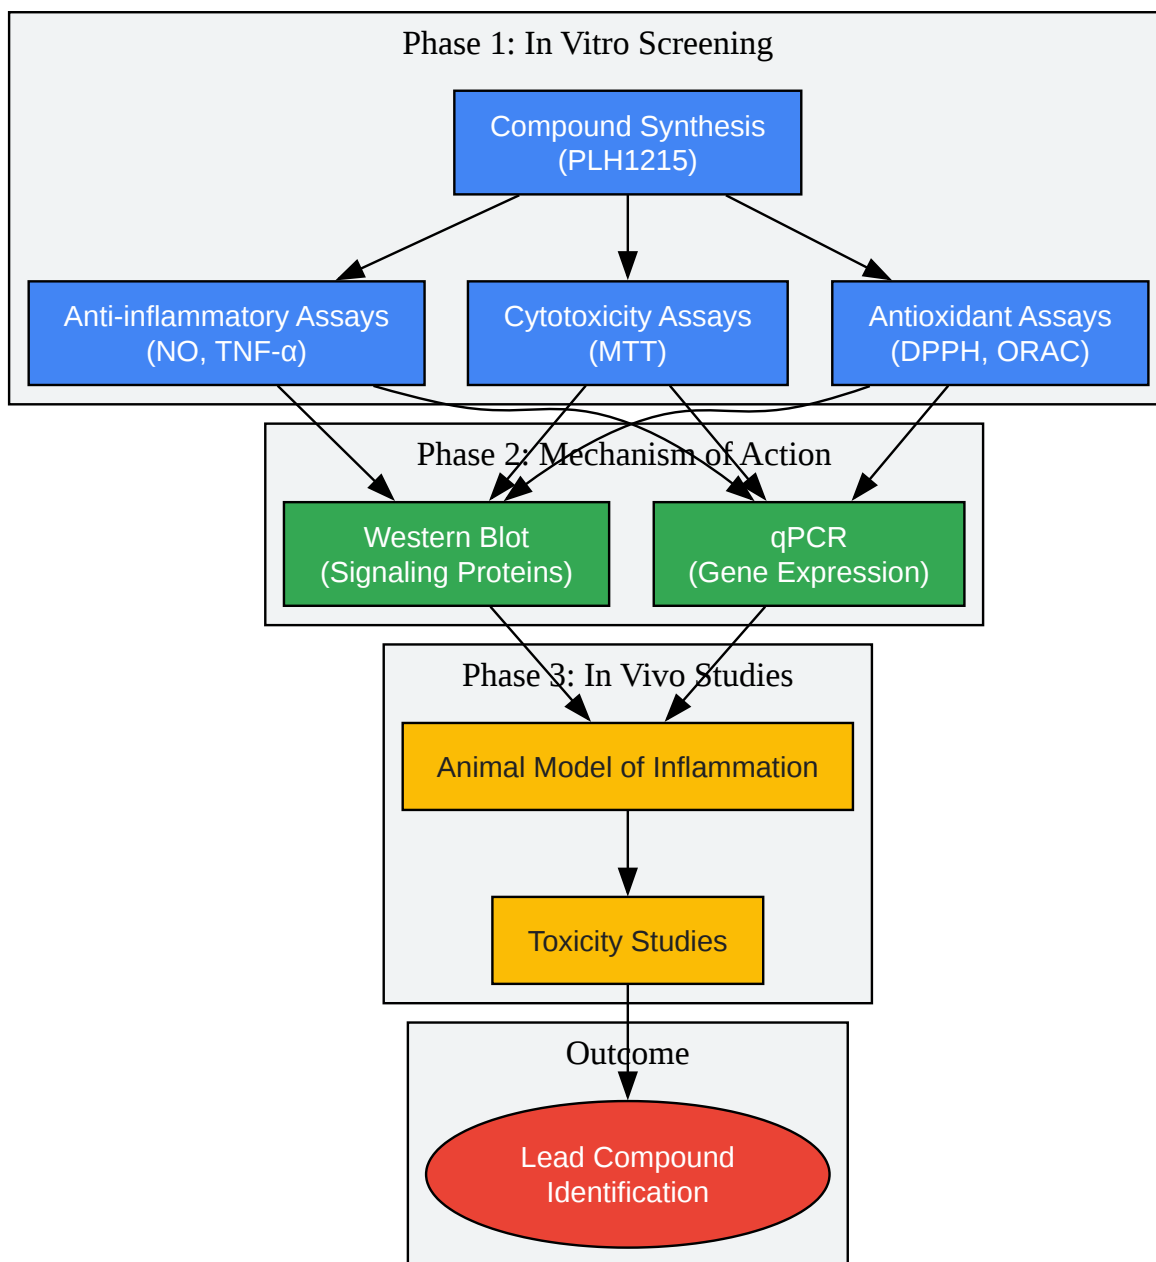 Phase 1: In Vitro Screening
Compound Synthesis
(PLH1215)
Anti-inflammatory Assays
(NO, TNF-α)
Cytotoxicity Assays
(MTT)
Antioxidant Assays
(DPPH, ORAC)
Phase 2: Mechanism of Action
Western Blot
(Signaling Proteins)
qPCR
(Gene Expression)
Phase 3: In Vivo Studies
Animal Model of Inflammation
Toxicity Studies
Outcome
Lead Compound
Identification